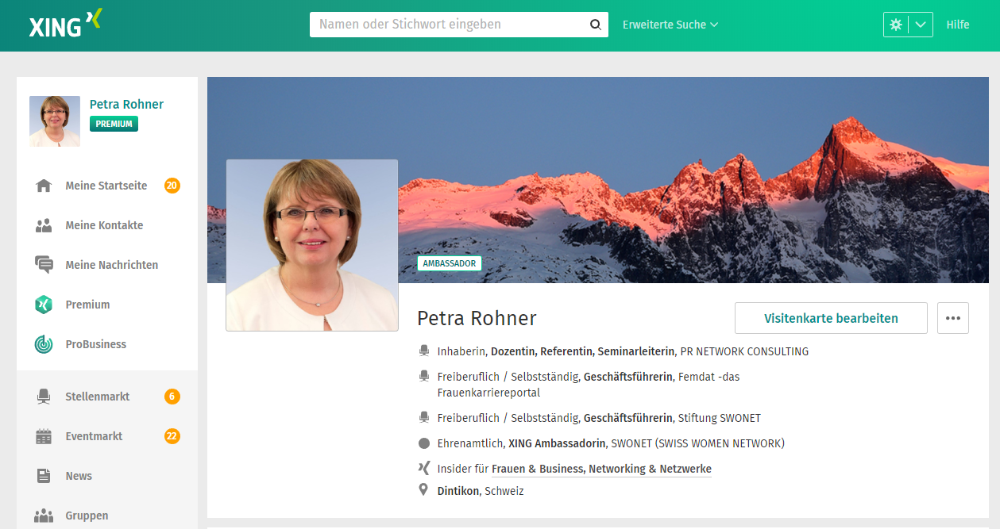 XING
Namen oder Stichwort eingeben
Erweiterte Suche
Hilfe
Petra Rohner
PREMIUM
Meine Startseite 20
Meine Kontakte
Meine Nachrichten
Premium
ProBusiness
Stellenmarkt 6
Eventmarkt 22
News
Gruppen
AMBASSADOR
Petra Rohner
Visitenkarte bearbeiten
Inhaberin, Dozentin, Referentin, Seminarleiterin, PR NETWORK CONSULTING
Freiberuflich / Selbstständig, Geschäftsführerin, Femdat -das
Frauenkarriereportal
Freiberuflich / Selbstständig, Geschäftsführerin, Stiftung SWONET
Ehrenamtlich, XING Ambassadorin, SWONET (SWISS WOMEN NETWORK)
Insider für Frauen & Business, Networking & Netzwerke
Dintikon, Schweiz